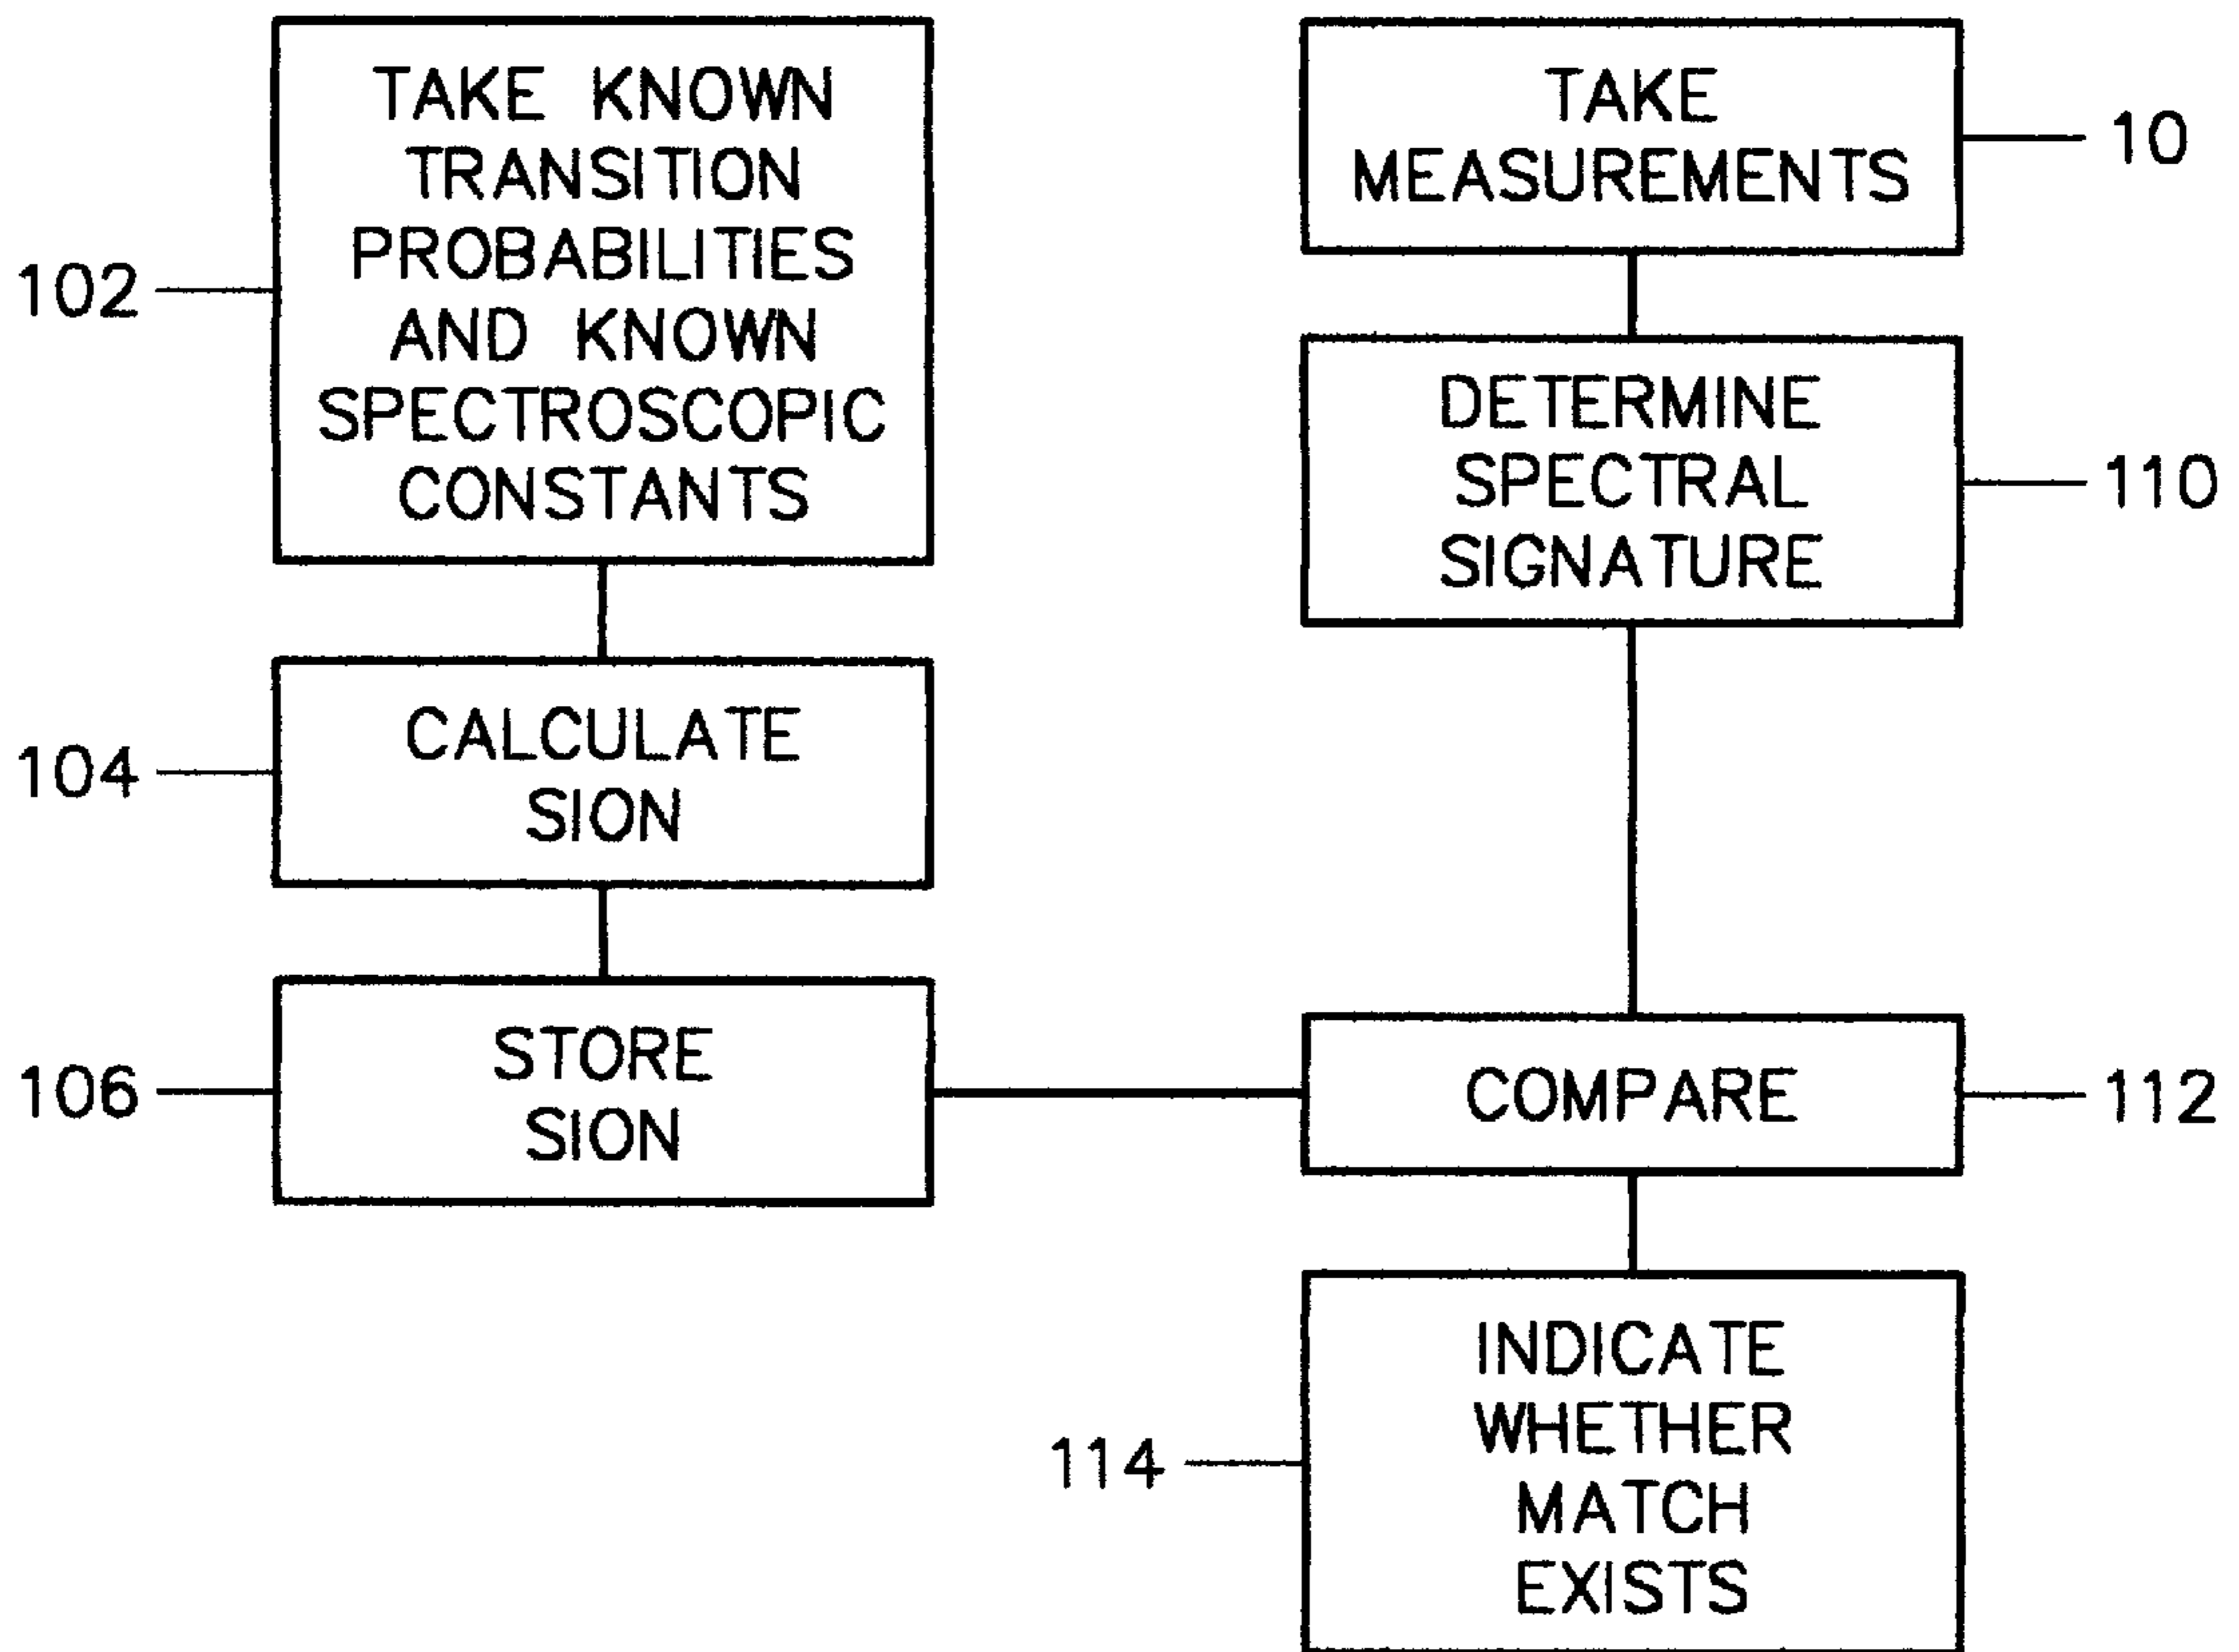 TAKE KNOWN
TRANSITION
PROBABILITIES
AND KNOWN
SPECTROSCOPIC
CONSTANTS
102
CALCULATE
SION
104
STORE
SION
106
TAKE
MEASUREMENTS
10
DETERMINE
SPECTRAL
SIGNATURE
110
COMPARE
112
INDICATE
WHETHER
MATCH
EXISTS
114